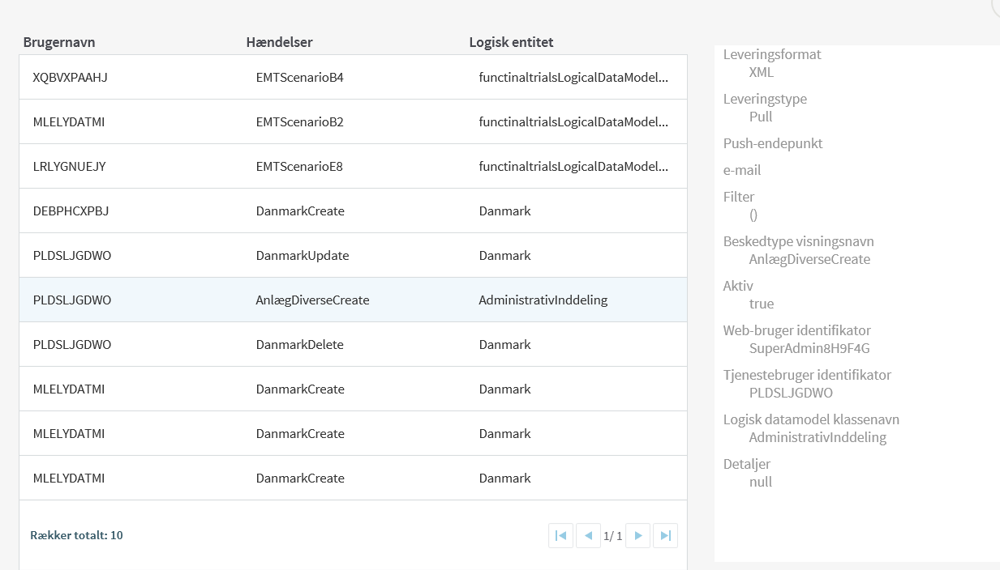 Brugernavn Hændelser Logisk entitet
XQBVXPAAHJ EMTScenarioB4 functinaltrialsLogicalDataModel...
MLELYDATMI EMTScenarioB2 functinaltrialsLogicalDataModel...
LRLYGNUEJY EMTScenarioE8 functinaltrialsLogicalDataModel...
DEBPHCXPBJ DanmarkCreate Danmark
PLDSLJGDWO DanmarkUpdate Danmark
PLDSLJGDWO AnlægDiverseCreate AdministrativInddeling
PLDSLJGDWO DanmarkDelete Danmark
MLELYDATMI DanmarkCreate Danmark
MLELYDATMI DanmarkCreate Danmark
MLELYDATMI DanmarkCreate Danmark
Rækker totalt: 10 1/ 1
Leveringsformat
XML
Leveringstype
Pull
Push-endepunkt
e-mail
Filter
()
Beskedtype visningsnavn
AnlægDiverseCreate
Aktiv
true
Web-bruger identifikator
SuperAdmin8H9F4G
Tjenestebruger identifikator
PLDSLJGDWO
Logisk datamodel klassenavn
AdministrativInddeling
Detaljer
null